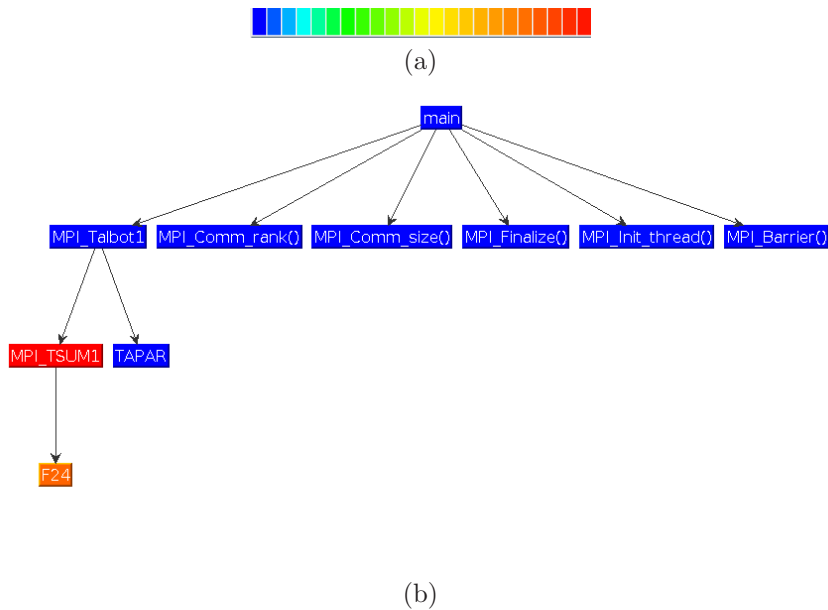 (a)
main
MPI_Talbot1 MPI_Comm_rank() MPI_Comm_size() MPI_Finalize() MPI_Init_thread() MPI_Barrier()
MPI_TSUM1 TAPAR
F24
(b)